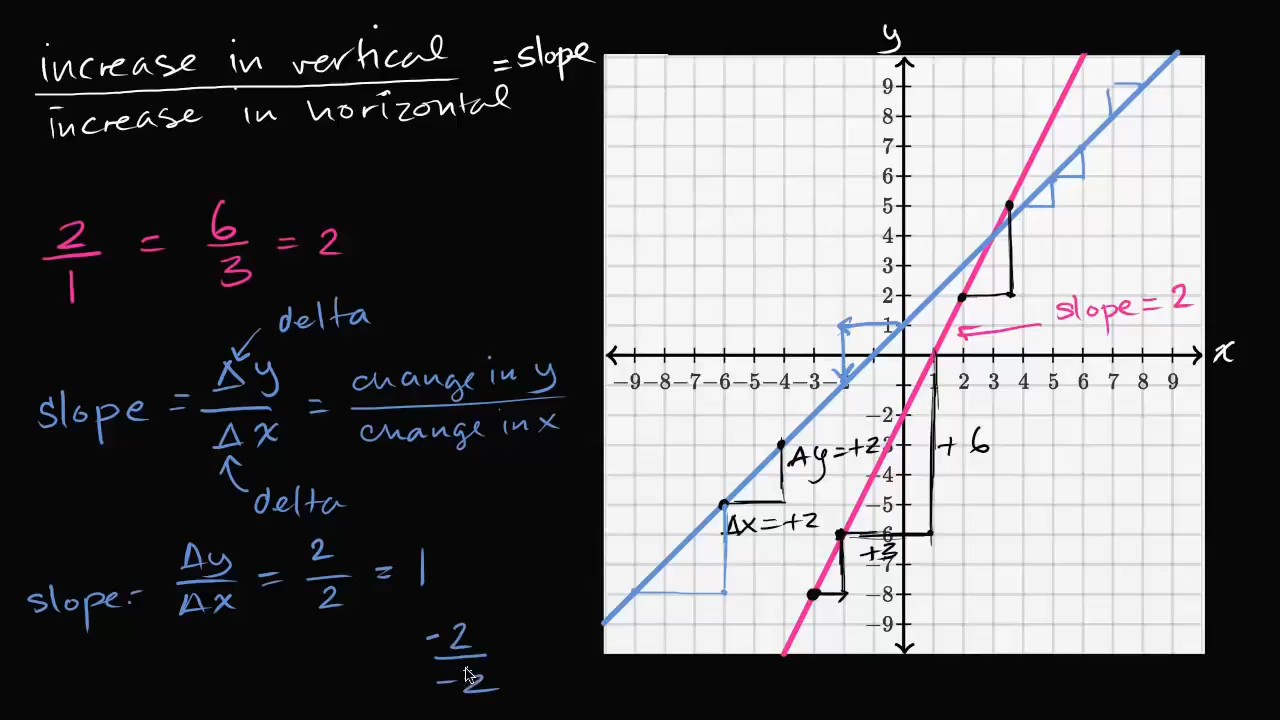 increase in vertical
increase in horizontal
= slope
2/1 = 6/3 = 2
delta
slope = Δy/Δx = change in y/change in x
delta
slope = Δy/Δx = 2/2 = 1
-2/-2
y
9
8
7
6
5
4
3
2
1
x
−9 −8 −7 −6 −5 −4 −3 2 3 4 5 6 7 8 9
−2
−4
−5
−7
−8
−9
slope = 2
Δy = +2
+ 6
Δx = +2
+3